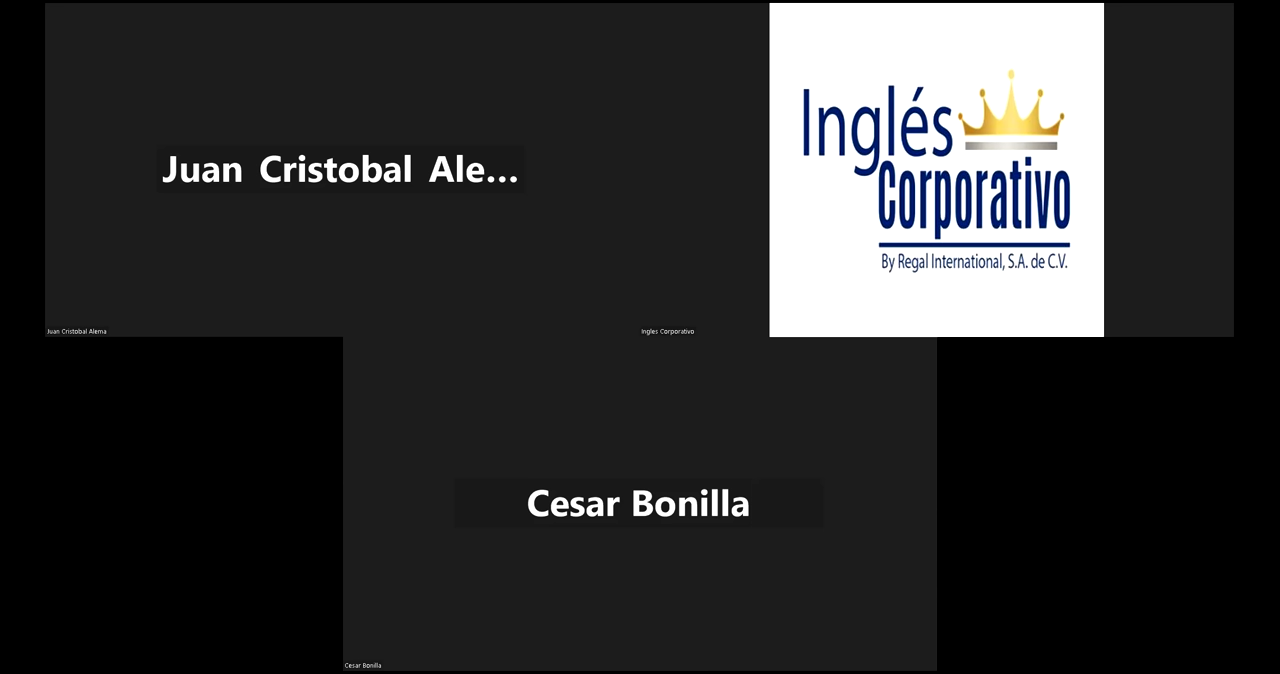 Juan Cristobal Ale...
Juan Cristobal Alema
Inglés
Corporativo
By Regal International, S.A. de C.V.
Ingles Corporativo
Cesar Bonilla
Cesar Bonilla